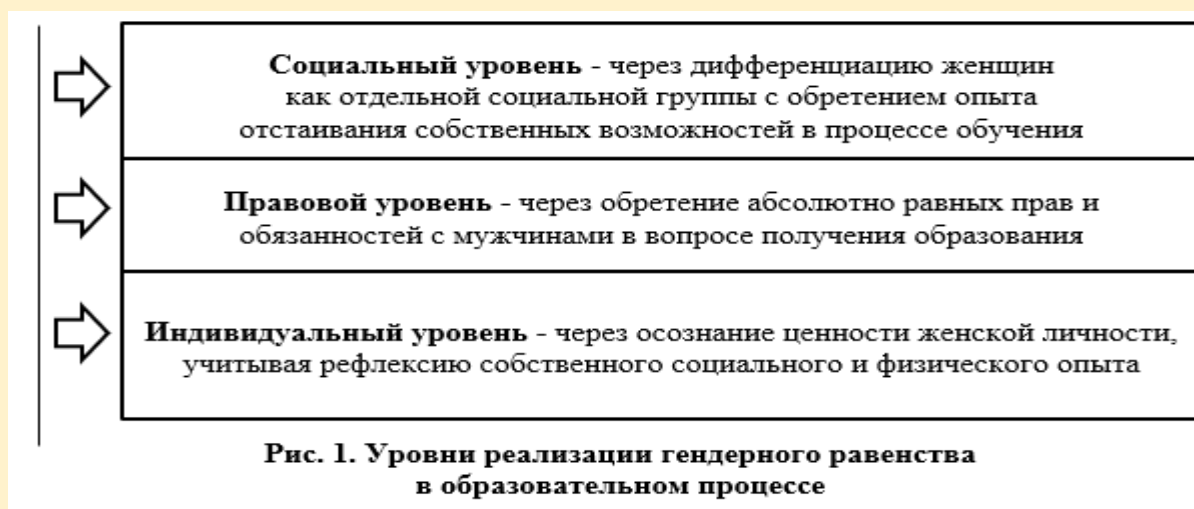 Социальный уровень - через дифференциацию женщин
как отдельной социальной группы с обретением опыта
отстаивания собственных возможностей в процессе обучения
Правовой уровень - через обретение абсолютно равных прав и
обязанностей с мужчинами в вопросе получения образования
Индивидуальный уровень - через осознание ценности женской личности,
учитывая рефлексию собственного социального и физического опыта
Рис. 1. Уровни реализации гендерного равенства
в образовательном процессе